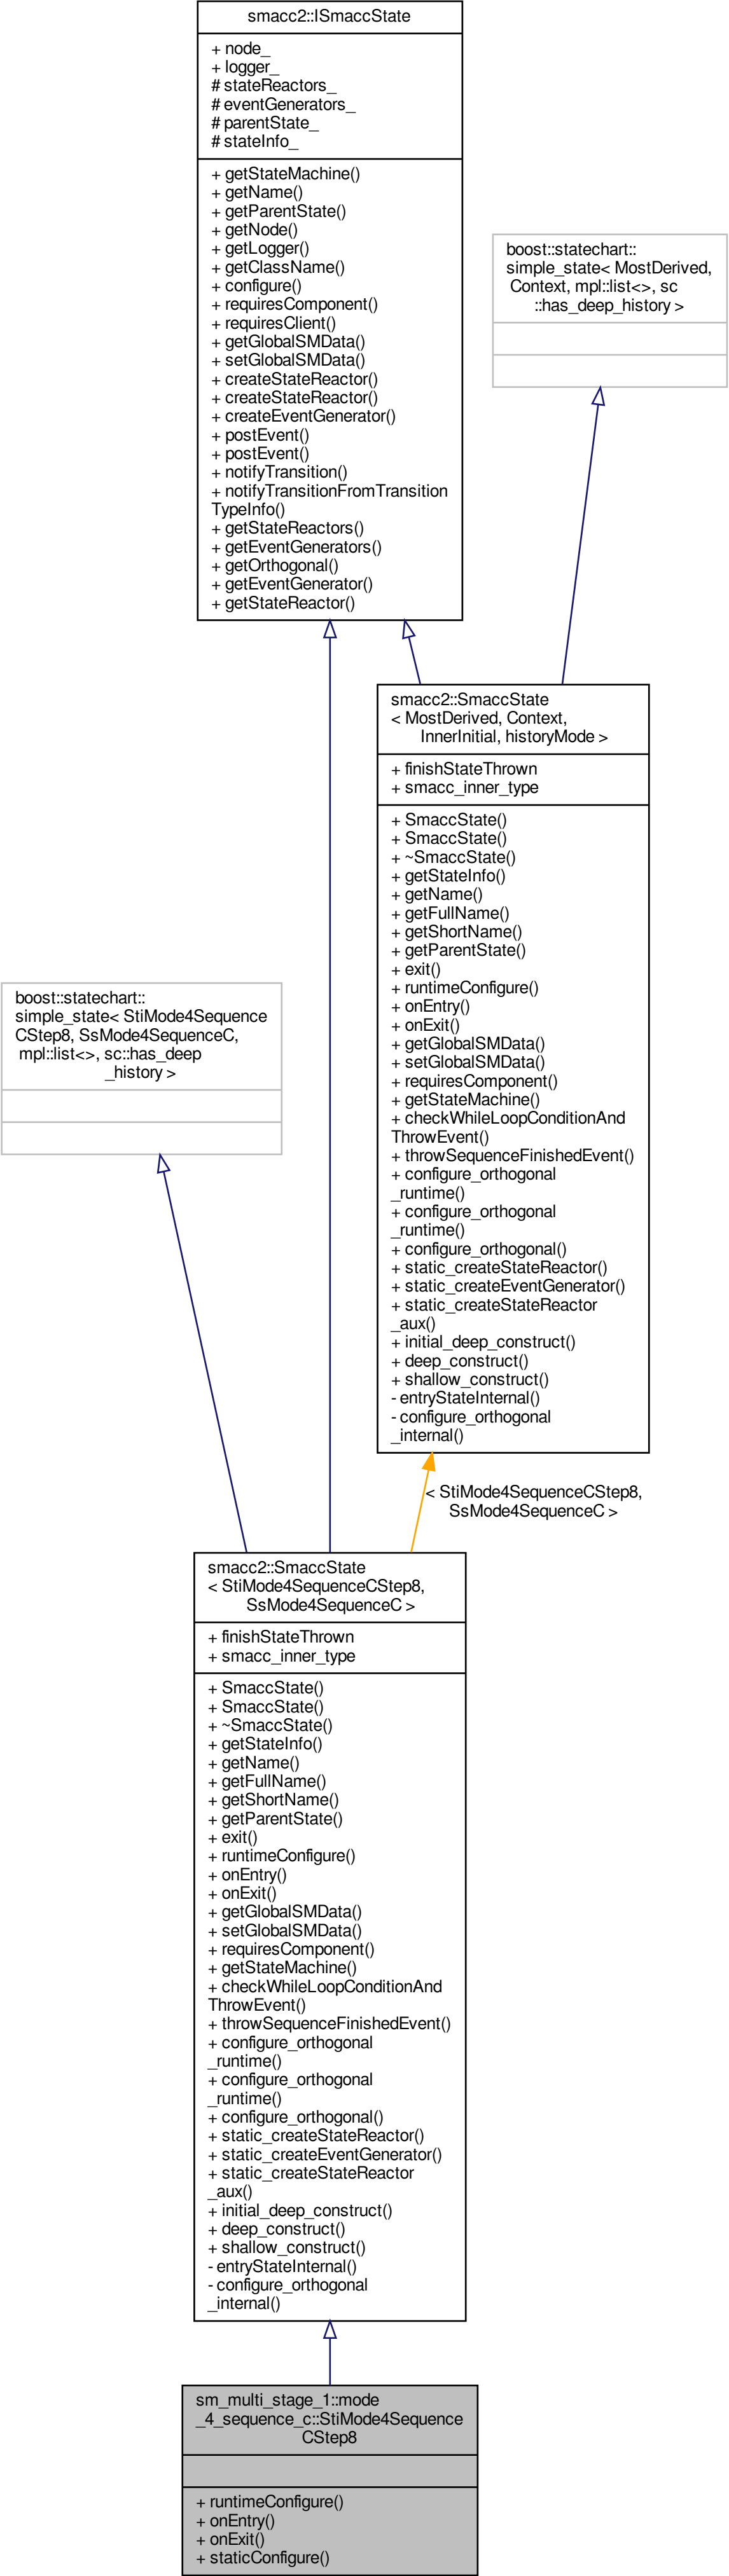 smacc2::ISmaccState
+ node_
+ logger_
# stateReactors_
# eventGenerators_
# parentState_
# stateInfo_
+ getStateMachine()
+ getName()
+ getParentState()
+ getNode()
+ getLogger()
+ getClassName()
+ configure()
+ requiresComponent()
+ requiresClient()
+ getGlobalSMData()
+ setGlobalSMData()
+ createStateReactor()
+ createStateReactor()
+ createEventGenerator()
+ postEvent()
+ postEvent()
+ notifyTransition()
+ notifyTransitionFromTransition
TypeInfo()
+ getStateReactors()
+ getEventGenerators()
+ getOrthogonal()
+ getEventGenerator()
+ getStateReactor()
boost::statechart::
simple_state< MostDerived,
Context, mpl::list<>, sc
::has_deep_history >
smacc2::SmaccState
< MostDerived, Context,
InnerInitial, historyMode >
+ finishStateThrown
+ smacc_inner_type
+ SmaccState()
+ SmaccState()
+ ~SmaccState()
+ getStateInfo()
+ getName()
+ getFullName()
+ getShortName()
+ getParentState()
+ exit()
+ runtimeConfigure()
+ onEntry()
+ onExit()
+ getGlobalSMData()
+ setGlobalSMData()
+ requiresComponent()
+ getStateMachine()
+ checkWhileLoopConditionAnd
ThrowEvent()
+ throwSequenceFinishedEvent()
+ configure_orthogonal
_runtime()
+ configure_orthogonal
_runtime()
+ configure_orthogonal()
+ static_createStateReactor()
+ static_createEventGenerator()
+ static_createStateReactor
_aux()
+ initial_deep_construct()
+ deep_construct()
+ shallow_construct()
- entryStateInternal()
- configure_orthogonal
_internal()
boost::statechart::
simple_state< StiMode4Sequence
CStep8, SsMode4SequenceC,
mpl::list<>, sc::has_deep
_history >
< StiMode4SequenceCStep8,
SsMode4SequenceC >
smacc2::SmaccState
< StiMode4SequenceCStep8,
SsMode4SequenceC >
+ finishStateThrown
+ smacc_inner_type
+ SmaccState()
+ SmaccState()
+ ~SmaccState()
+ getStateInfo()
+ getName()
+ getFullName()
+ getShortName()
+ getParentState()
+ exit()
+ runtimeConfigure()
+ onEntry()
+ onExit()
+ getGlobalSMData()
+ setGlobalSMData()
+ requiresComponent()
+ getStateMachine()
+ checkWhileLoopConditionAnd
ThrowEvent()
+ throwSequenceFinishedEvent()
+ configure_orthogonal
_runtime()
+ configure_orthogonal
_runtime()
+ configure_orthogonal()
+ static_createStateReactor()
+ static_createEventGenerator()
+ static_createStateReactor
_aux()
+ initial_deep_construct()
+ deep_construct()
+ shallow_construct()
- entryStateInternal()
- configure_orthogonal
_internal()
sm_multi_stage_1::mode
_4_sequence_c::StiMode4Sequence
CStep8
+ runtimeConfigure()
+ onEntry()
+ onExit()
+ staticConfigure()